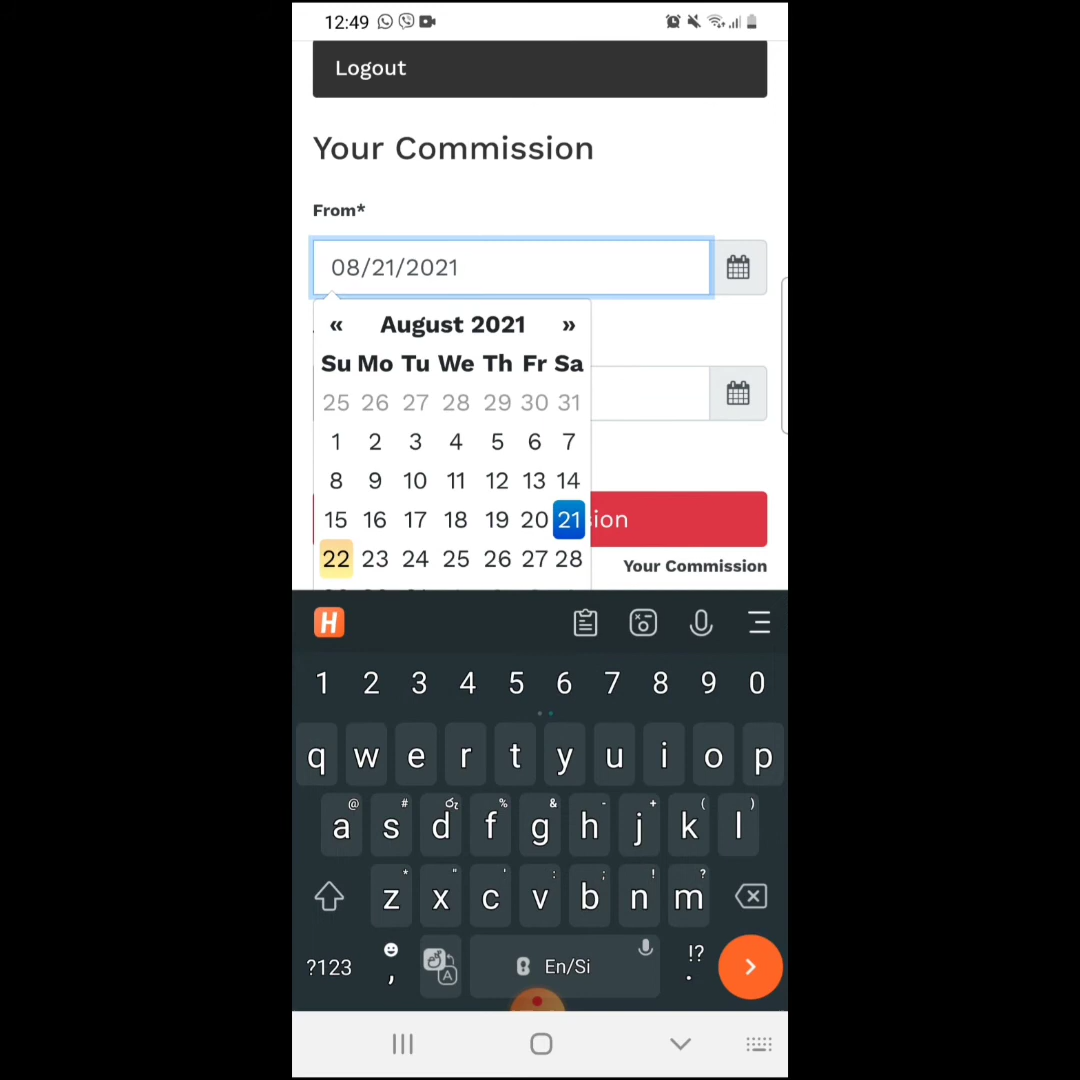 12:49
Logout
Your Commission
From*
08/21/2021
« August 2021 »
Su Mo Tu We Th Fr Sa
25 26 27 28 29 30 31
1 2 3 4 5 6 7
8 9 10 11 12 13 14
15 16 17 18 19 20 21
sion
22 23 24 25 26 27 28
Your Commission
H
1 2 3 4 5 6 7 8 9 0
q w e r t y u i o p
@ # රු % & - + ( )
a s d f g h j k l
* " ' : ; ! ?
z x c v b n m
?123 , A En/Si !? .